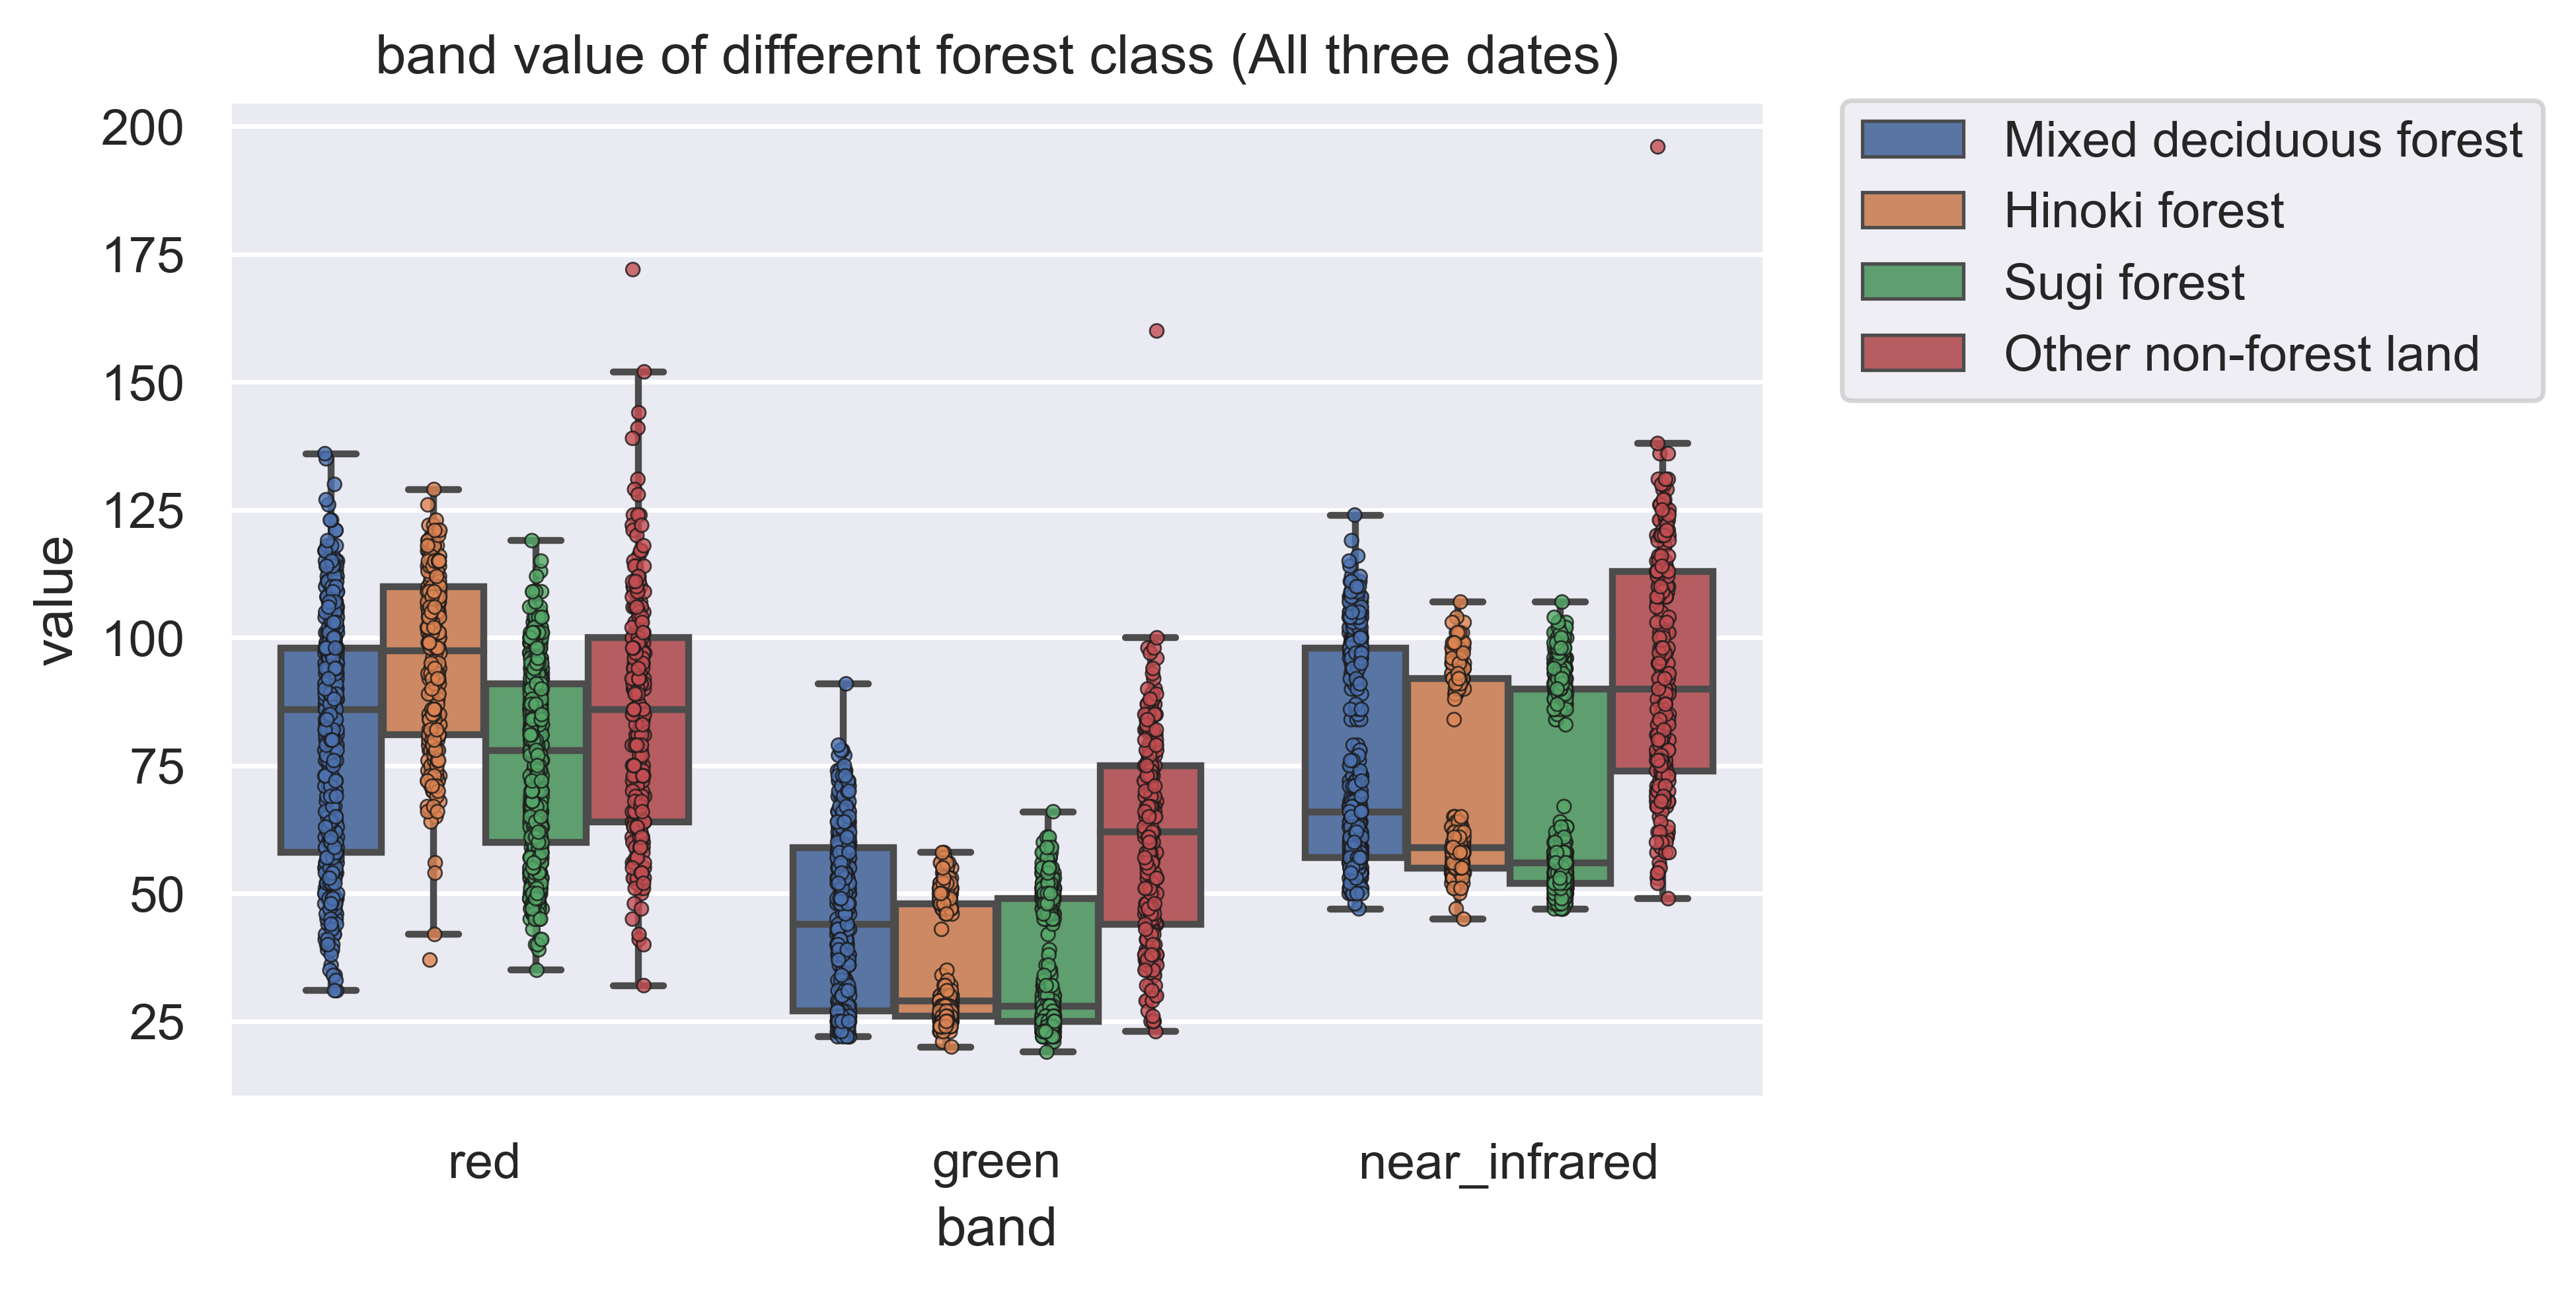 band value of different forest class (All three dates)
200
175
150
125
100
75
50
25
value
red
green
near_infrared
band
Mixed deciduous forest
Hinoki forest
Sugi forest
Other non-forest land